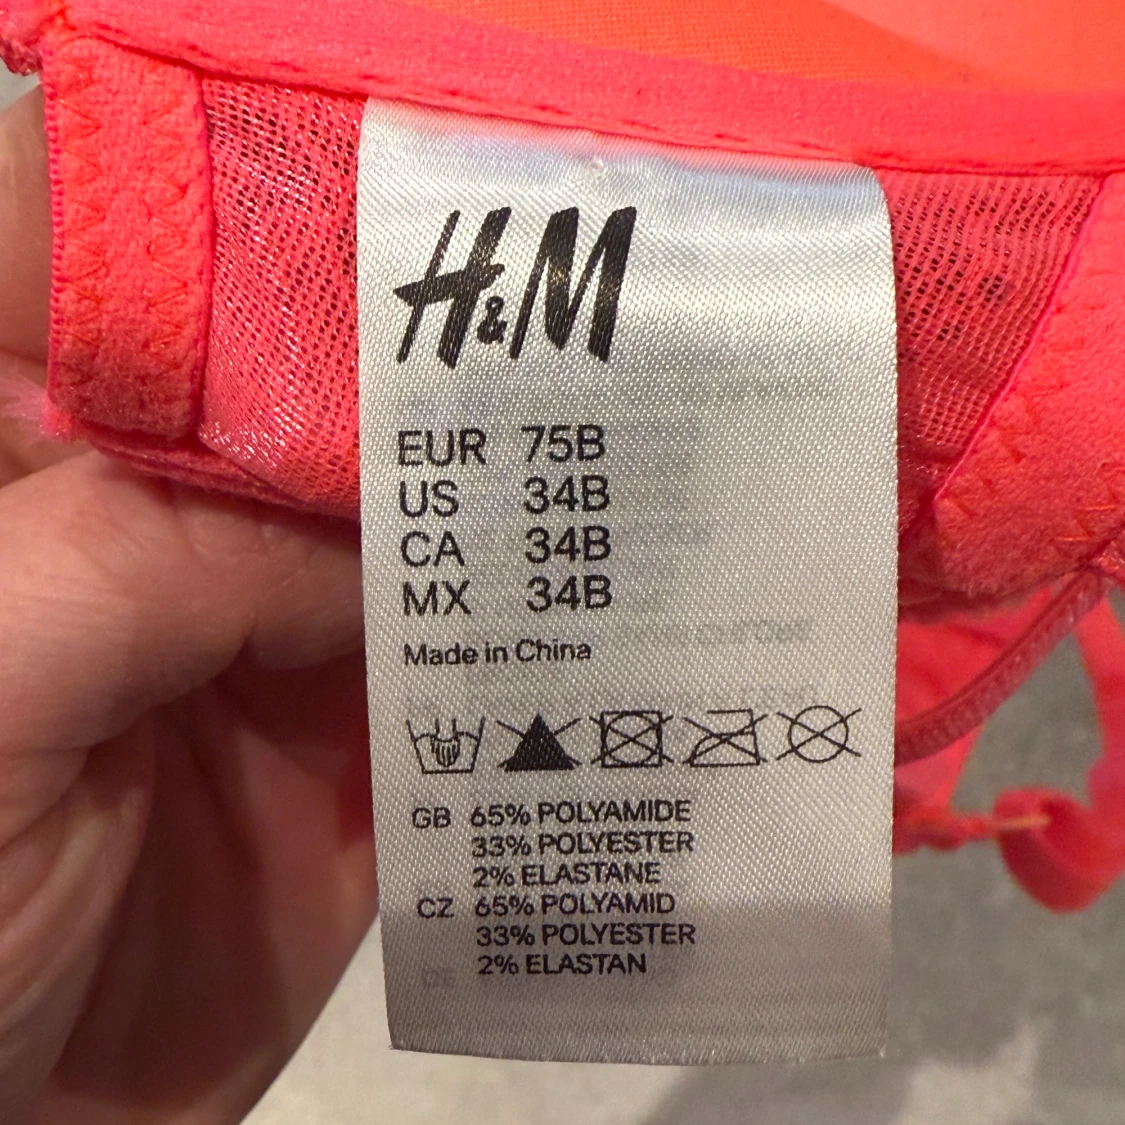 H&M
EUR 75B
US 34B
CA 34B
MX 34B
Made in China
GB 65% POLYAMIDE
33% POLYESTER
2% ELASTANE
CZ 65% POLYAMID
33% POLYESTER
2% ELASTAN